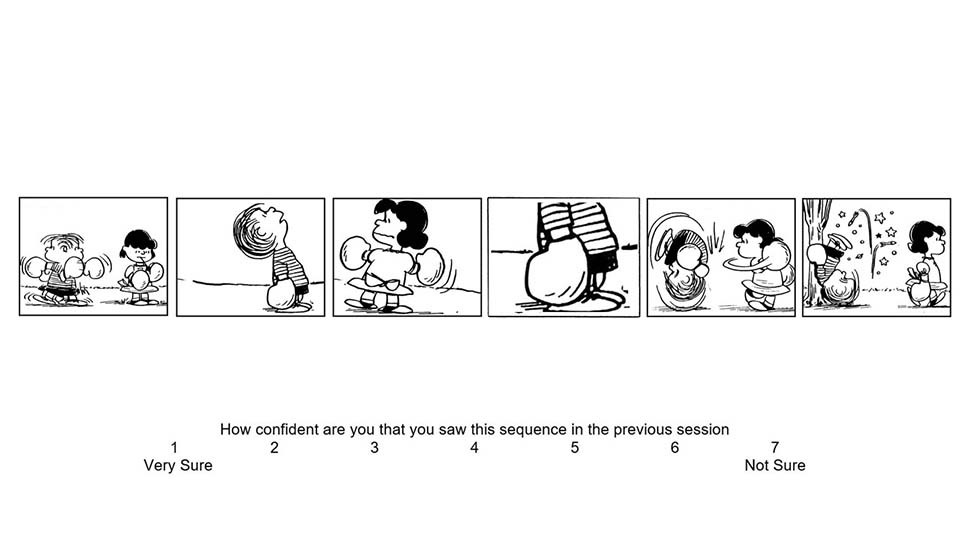 How confident are you that you saw this sequence in the previous session
1 2 3 4 5 6 7
Very Sure Not Sure